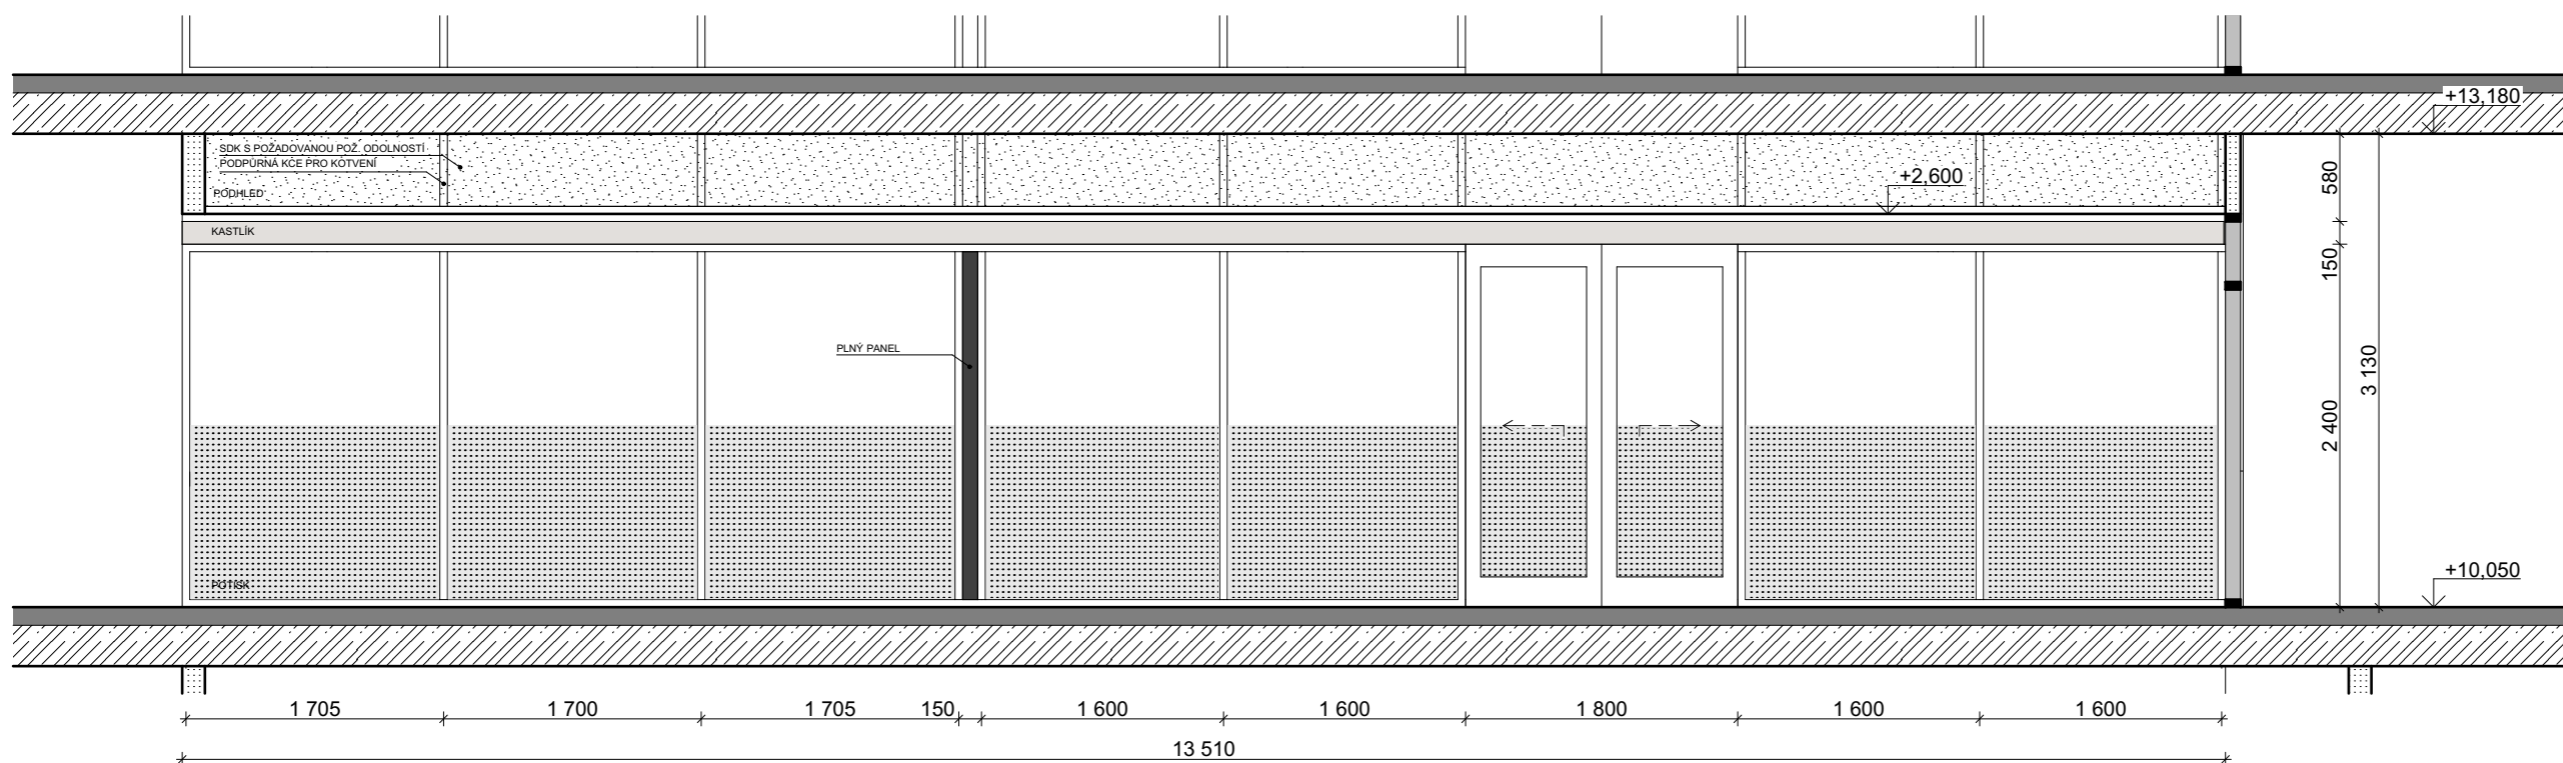 +13,180
SDK S POŽADOVANOU POŽ. ODOLNOSTÍ
PODPŮRNÁ KCE PRO KOTVENÍ
PODHLED
+2,600
580
KASTLÍK
150
PLNÝ PANEL
3 130
2 400
POTISK
+10,050
1 705
1 700
1 705
150
1 600
1 600
1 800
1 600
1 600
13 510